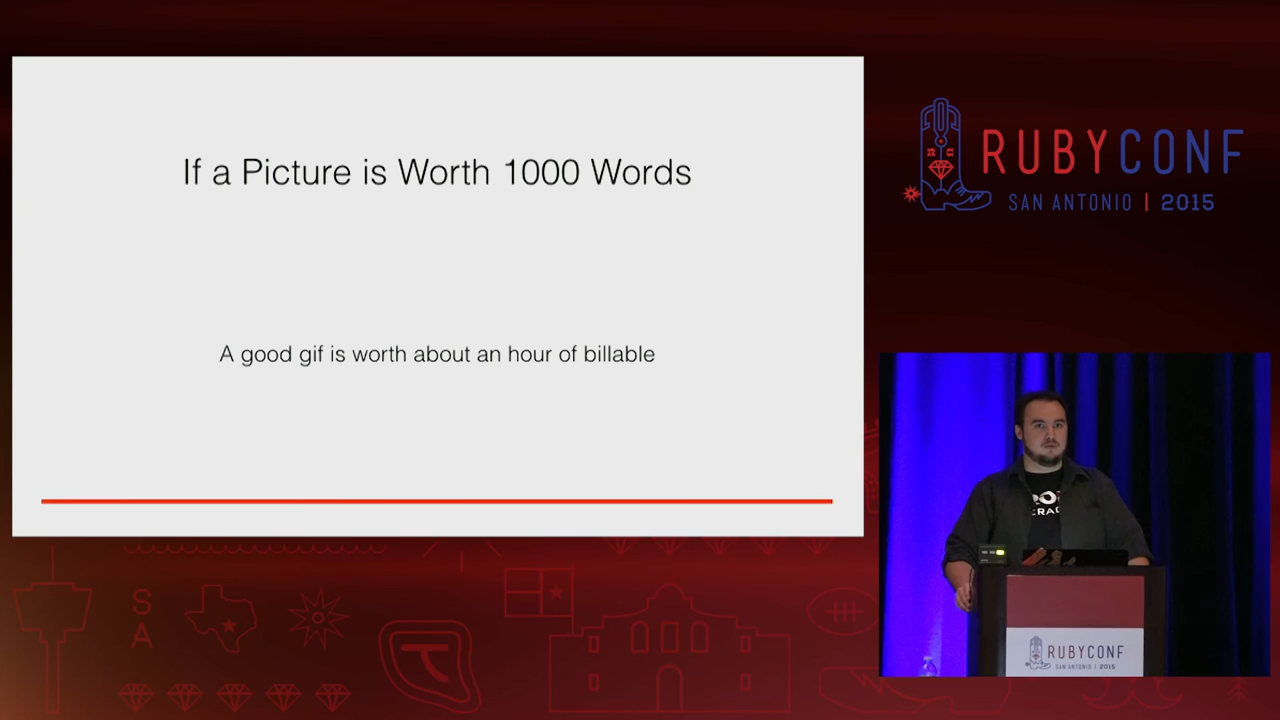 If a Picture is Worth 1000 Words
A good gif is worth about an hour of billable
RUBYCONF
SAN ANTONIO | 2015
S
A
RUBYCONF
SAN ANTONIO | 2015